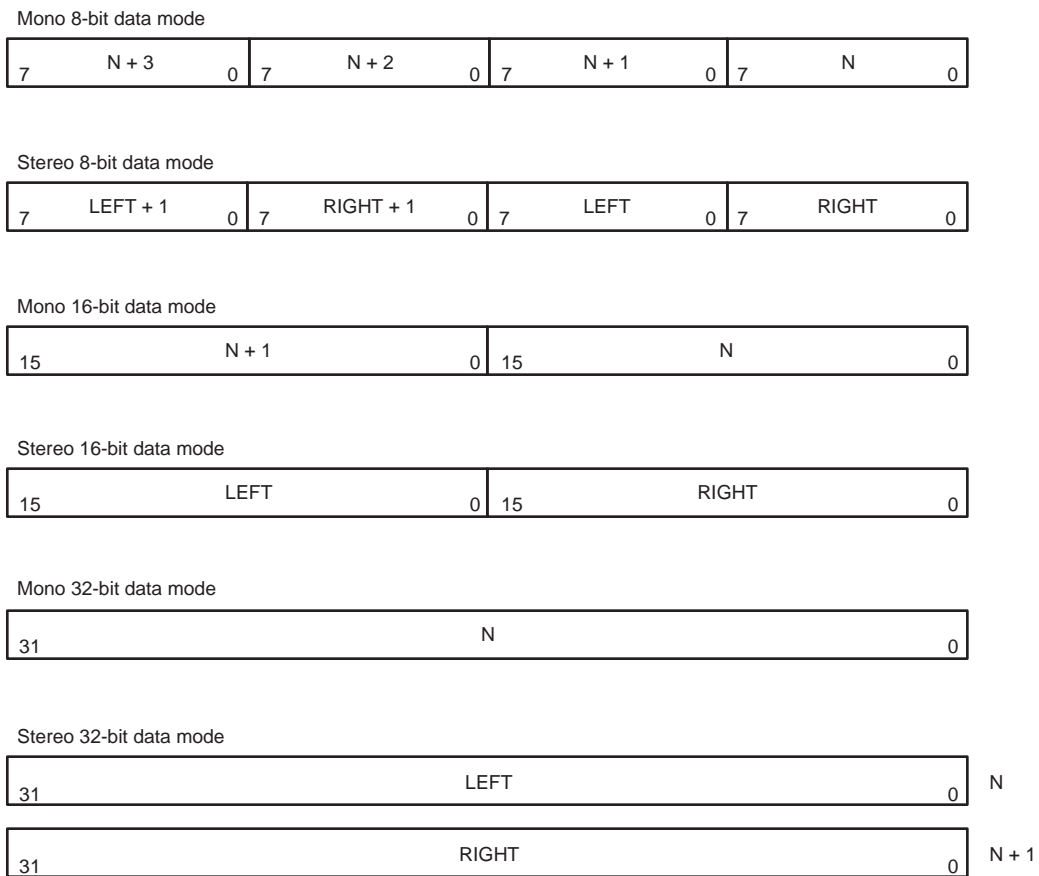 Mono 8-bit data mode
7 N + 3 0 7 N + 2 0 7 N + 1 0 7 N 0
Stereo 8-bit data mode
7 LEFT + 1 0 7 RIGHT + 1 0 7 LEFT 0 7 RIGHT 0
Mono 16-bit data mode
15 N + 1 0 15 N 0
Stereo 16-bit data mode
15 LEFT 0 15 RIGHT 0
Mono 32-bit data mode
31 N 0
Stereo 32-bit data mode
31 LEFT 0 N
31 RIGHT 0 N + 1